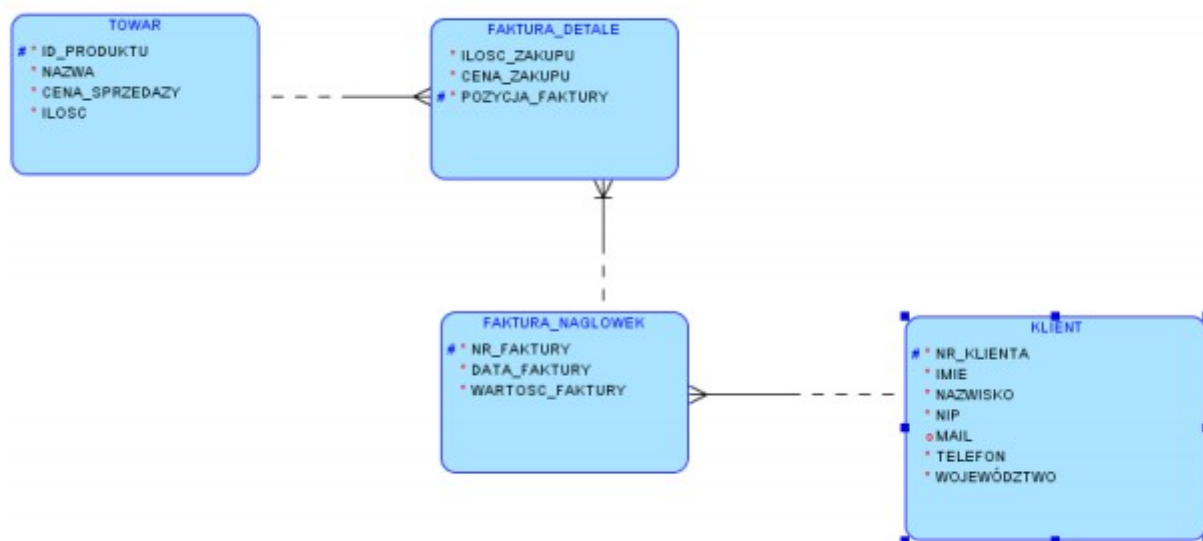 TOWAR
# * ID_PRODUKTU
* NAZWA
* CENA_SPRZEDAZY
* ILOSC
FAKTURA_DETALE
* ILOSC_ZAKUPU
* CENA_ZAKUPU
# * POZYCJA_FAKTURY
FAKTURA_NAGLOWEK
# * NR_FAKTURY
* DATA_FAKTURY
* WARTOSC_FAKTURY
KLIENT
# * NR_KLIENTA
* IMIE
* NAZWISKO
* NIP
o MAIL
* TELEFON
* WOJEWÓDZTWO